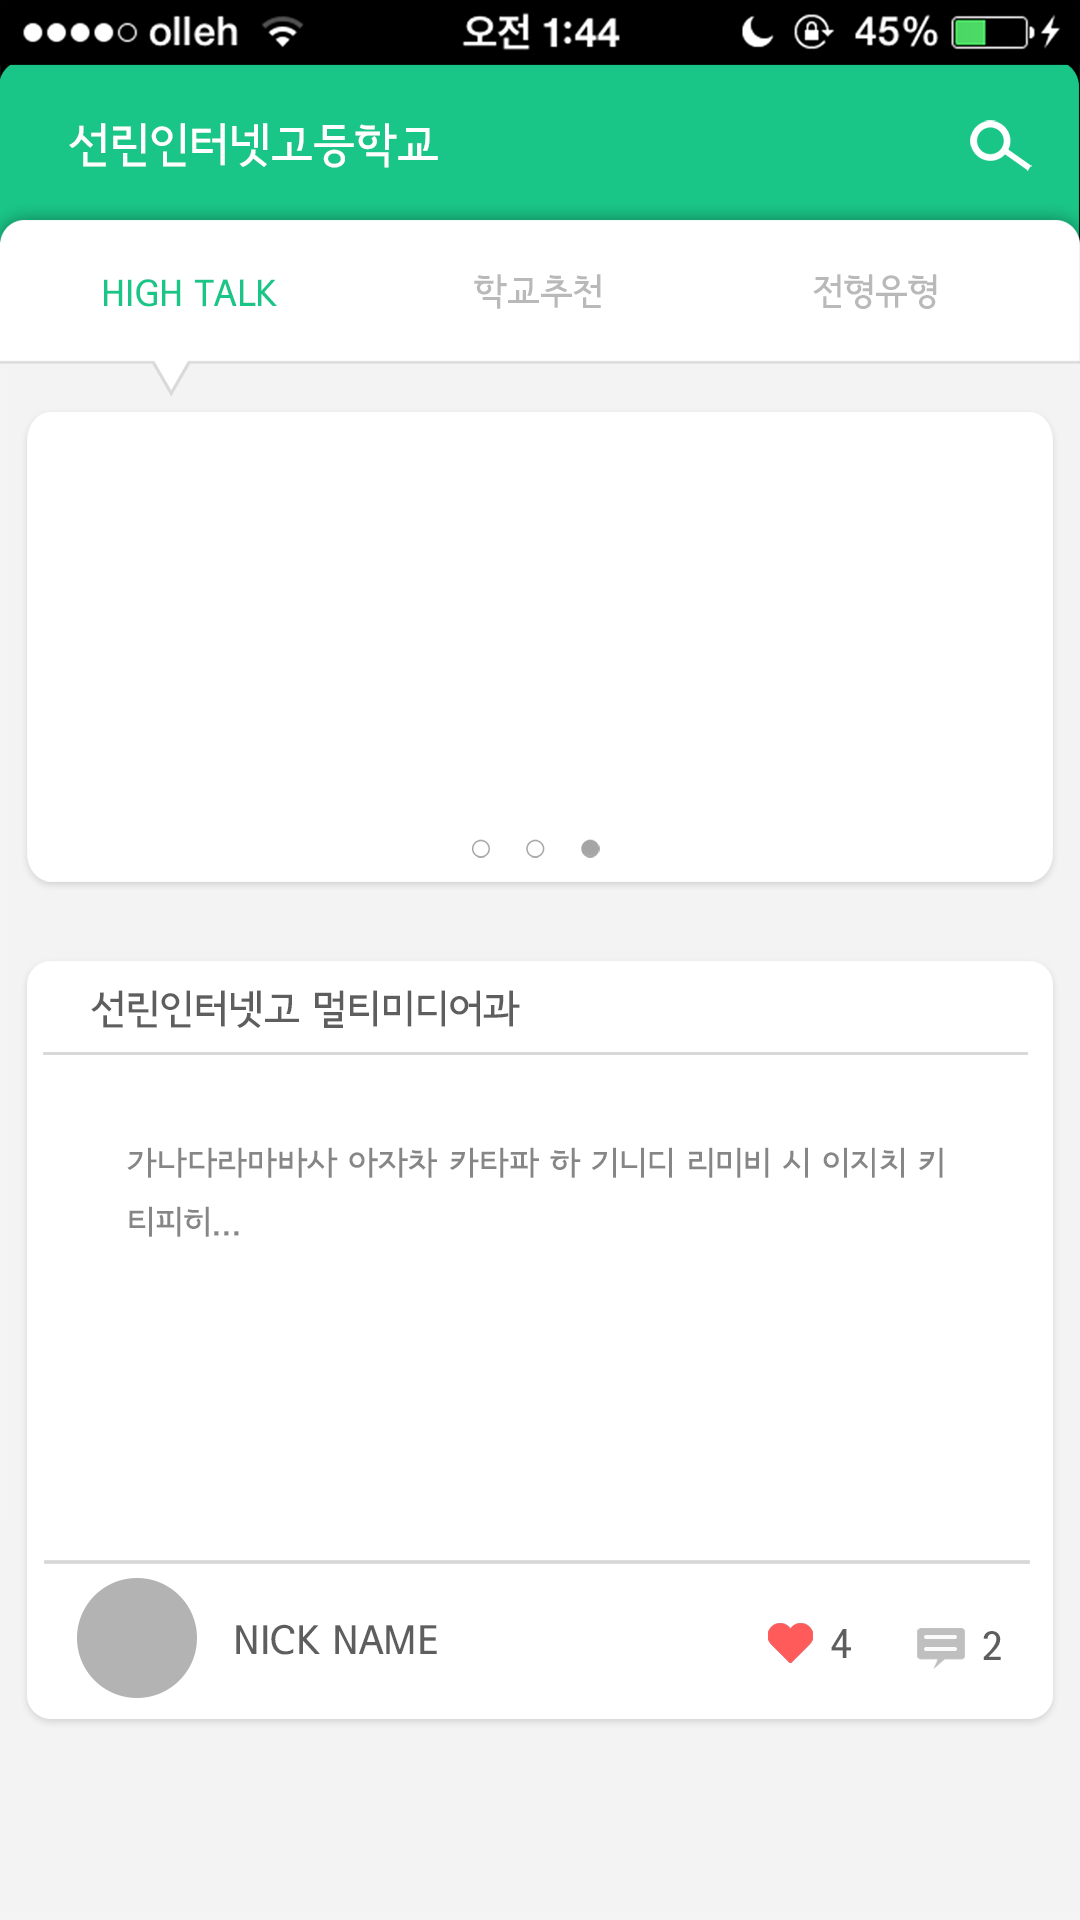 olleh 오전 1:44 45%
선린인터넷고등학교
HIGH TALK 학교추천 전형유형
선린인터넷고 멀티미디어과
가나다라마바사 아자차 카타파 하 기니디 리미비 시 이지치 키
티피히...
NICK NAME 4 2